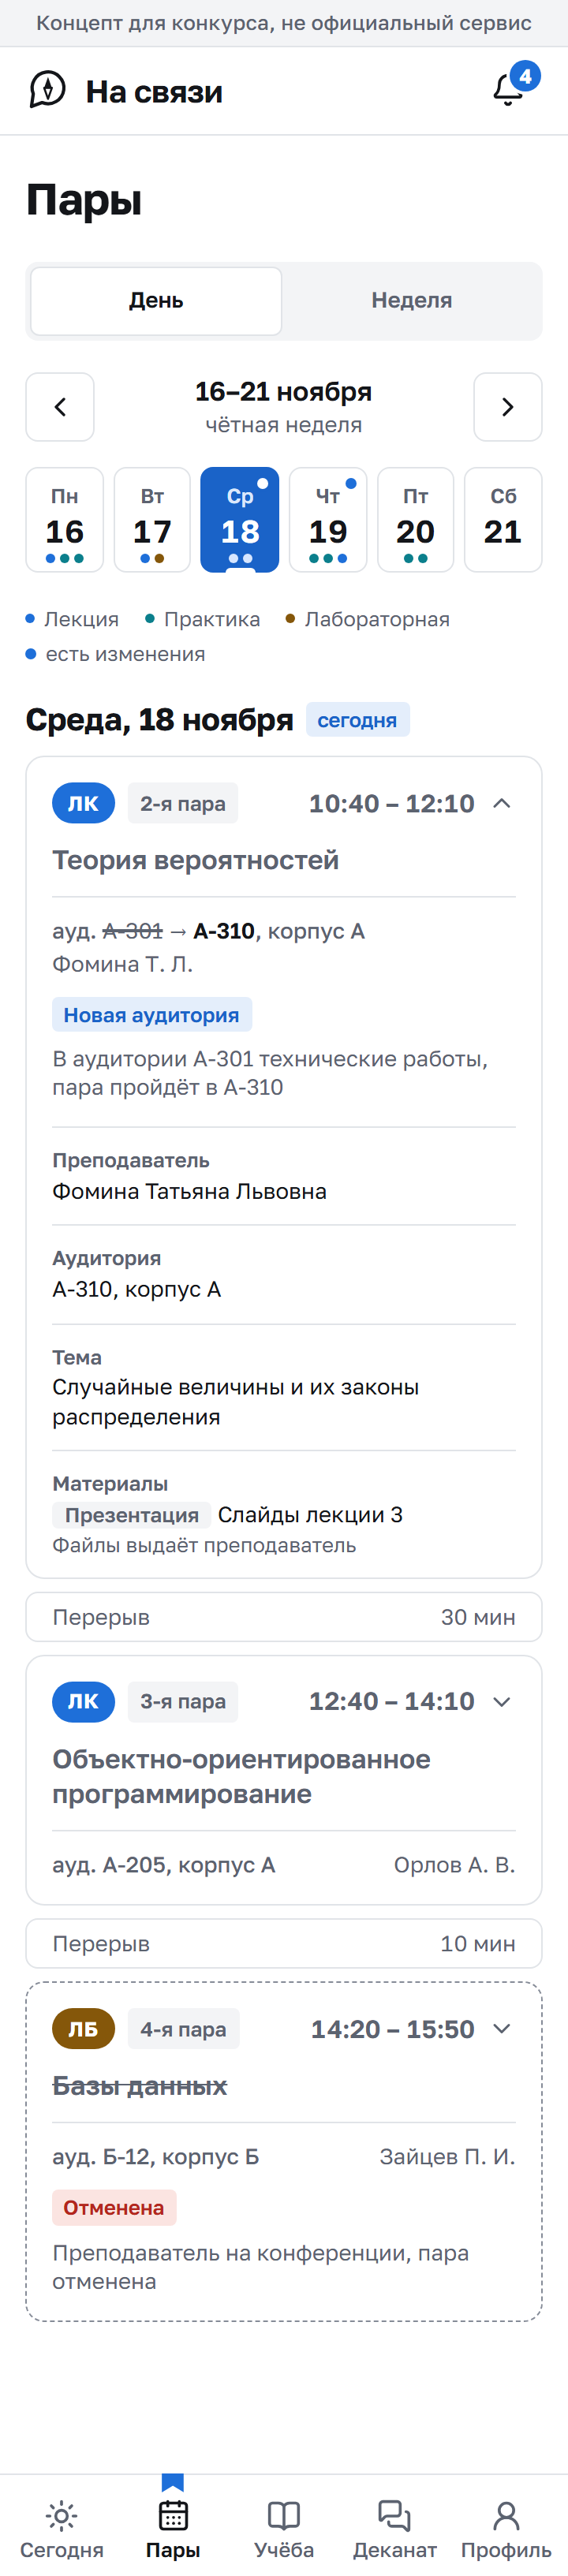 Концепт для конкурса, не официальный сервис
На связи
4
Пары
День Неделя
16–21 ноября
чётная неделя
Пн Вт Ср Чт Пт Сб
16 17 18 19 20 21
Лекция Практика Лабораторная
есть изменения
Среда, 18 ноября сегодня
ЛК 2-я пара 10:40 – 12:10
Теория вероятностей
ауд. А-301 → А-310, корпус А
Фомина Т. Л.
Новая аудитория
В аудитории А-301 технические работы,
пара пройдёт в А-310
Преподаватель
Фомина Татьяна Львовна
Аудитория
А-310, корпус А
Тема
Случайные величины и их законы
распределения
Материалы
Презентация Слайды лекции 3
Файлы выдаёт преподаватель
Перерыв 30 мин
ЛК 3-я пара 12:40 – 14:10
Объектно-ориентированное
программирование
ауд. А-205, корпус А Орлов А. В.
Перерыв 10 мин
ЛБ 4-я пара 14:20 – 15:50
Базы данных
ауд. Б-12, корпус Б Зайцев П. И.
Отменена
Преподаватель на конференции, пара
отменена
Сегодня Пары Учёба Деканат Профиль